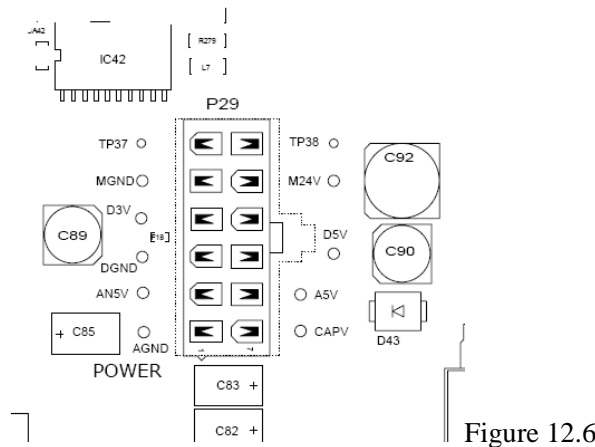 IC42
R279
L7
P29
TP37
TP38
MGND
M24V
C92
D3V
C89
D5V
DGND
C90
AN5V
A5V
+ C85
CAPV
AGND
D43
POWER
C83 +
C82 +
Figure 12.6